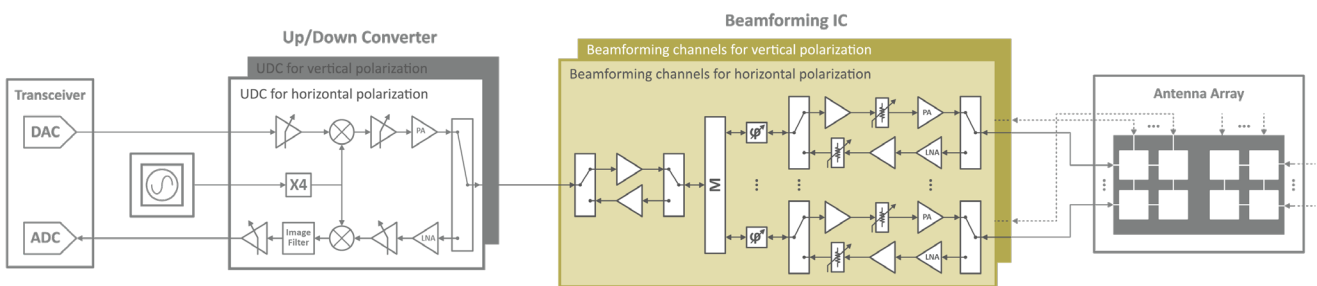 Beamforming IC
Up/Down Converter
Beamforming channels for vertical polarization
UDC for vertical polarization
Beamforming channels for horizontal polarization
Transceiver
UDC for horizontal polarization
Antenna Array
DAC
PA
PA
...
...
LNA
X4
M
φ
...
...
...
...
...
ADC
Image
Filter
LNA
φ
PA
LNA